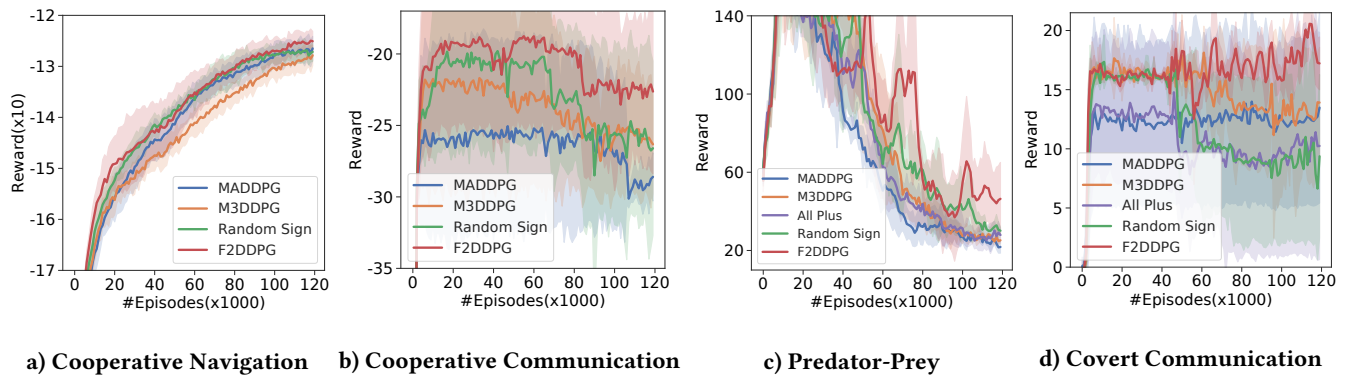 Reward(x10)
-12
-13
-14
-15
-16
-17
0 20 40 60 80 100 120
#Episodes(x1000)
MADDPG
M3DDPG
Random Sign
F2DDPG
a) Cooperative Navigation
Reward
-20
-25
-30
-35
0 20 40 60 80 100 120
#Episodes(x1000)
MADDPG
M3DDPG
Random Sign
F2DDPG
b) Cooperative Communication
Reward
140
100
60
20
0 20 40 60 80 100 120
#Episodes(x1000)
MADDPG
M3DDPG
All Plus
Random Sign
F2DDPG
c) Predator-Prey
Reward
20
15
10
5
0
0 20 40 60 80 100 120
#Episodes(x1000)
MADDPG
M3DDPG
All Plus
Random Sign
F2DDPG
d) Covert Communication